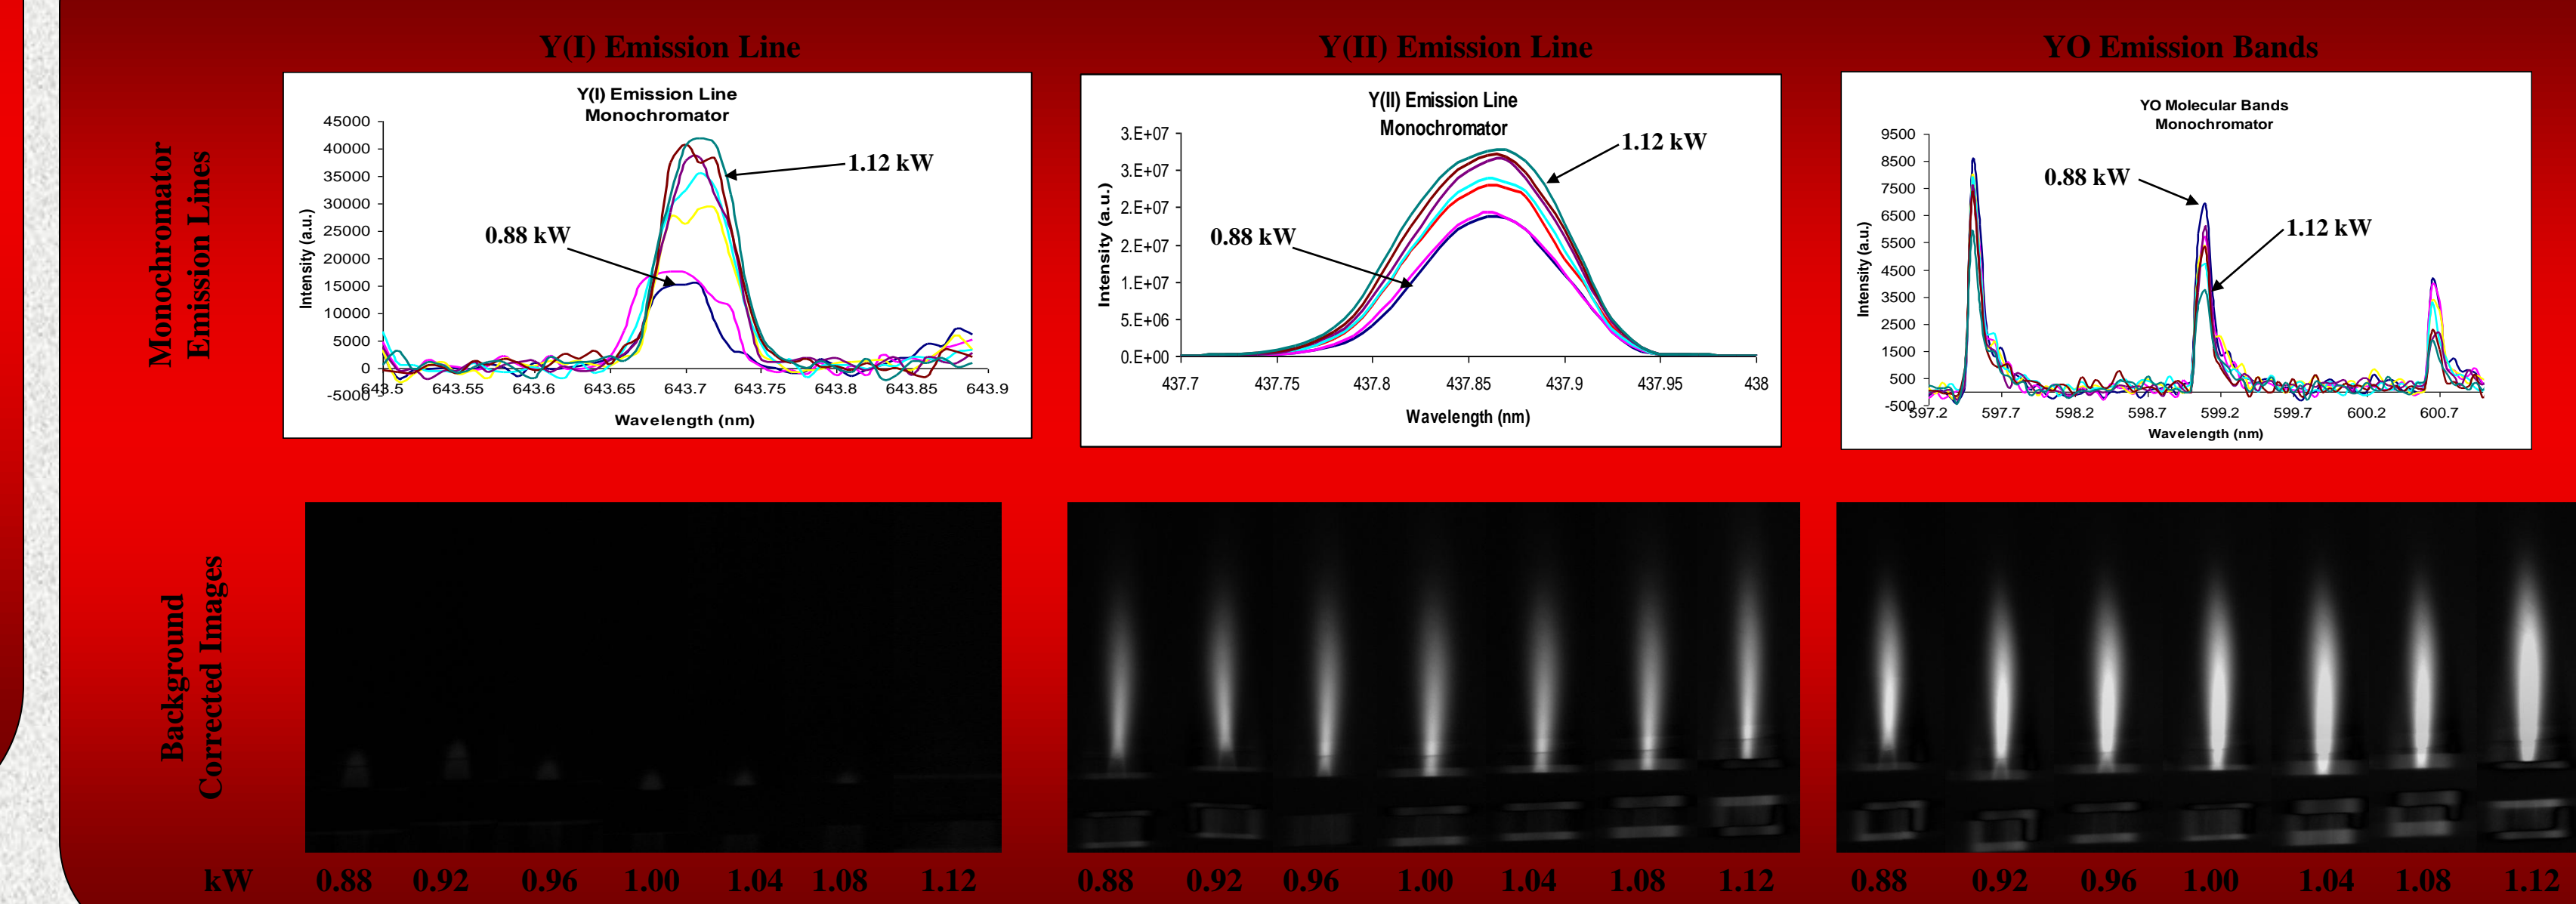 Y(I) Emission Line
Y(II) Emission Line
YO Emission Bands
Monochromator
Emission Lines
Y(I) Emission Line
Monochromator
45000
40000
35000
30000
25000
20000
15000
10000
5000
0
-5000
Intensity (a.u.)
1.12 kW
0.88 kW
643.5 643.55 643.6 643.65 643.7 643.75 643.8 643.85 643.9
Wavelength (nm)
Y(II) Emission Line
Monochromator
3.E+07
3.E+07
2.E+07
2.E+07
1.E+07
5.E+06
0.E+00
Intensity (a.u.)
1.12 kW
0.88 kW
437.7 437.75 437.8 437.85 437.9 437.95 438
Wavelength (nm)
YO Molecular Bands
Monochromator
9500
8500
7500
6500
5500
4500
3500
2500
1500
500
-500
Intensity (a.u.)
0.88 kW
1.12 kW
597.2 597.7 598.2 598.7 599.2 599.7 600.2 600.7
Wavelength (nm)
Background
Corrected Images
kW 0.88 0.92 0.96 1.00 1.04 1.08 1.12
0.88 0.92 0.96 1.00 1.04 1.08 1.12
0.88 0.92 0.96 1.00 1.04 1.08 1.12